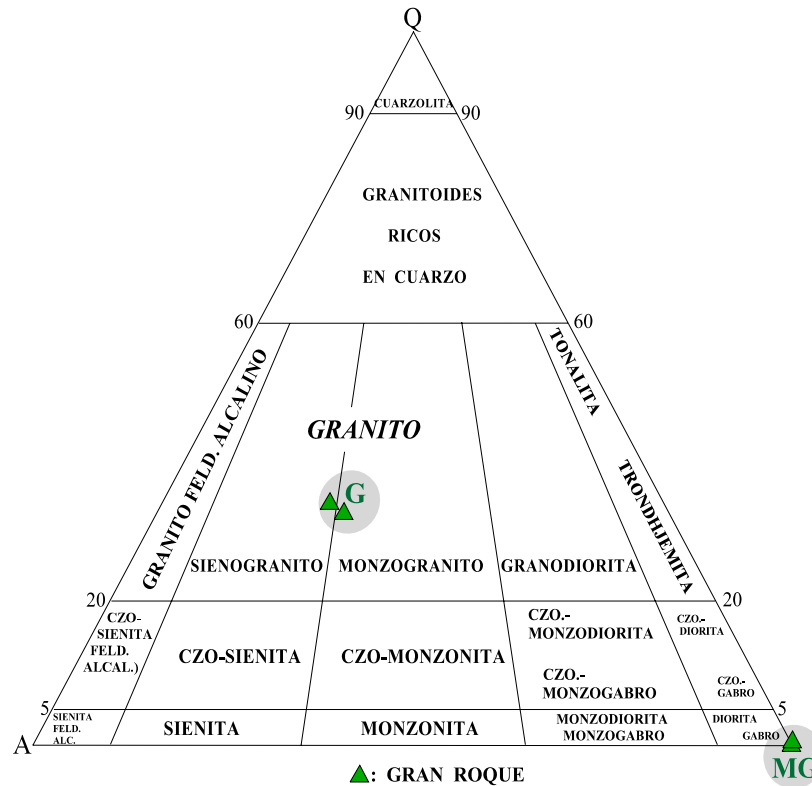 Q
CUARZOLITA
90 90
GRANITOIDES
RICOS
EN CUARZO
60 60
GRANITO FELD. ALCALINO
TONALITA
GRANITO
TRONDHJEMITA
G
SIENOGRANITO MONZOGRANITO GRANODIORITA
20 20
CZO-
SIENITA
FELD.
ALCAL.)
CZO-SIENITA
CZO-MONZONITA
CZO.-
MONZODIORITA
CZO.-
MONZOGABRO
CZO.-
DIORITA
CZO.-
GABRO
5 5
SIENITA
FELD.
ALC.
SIENITA
MONZONITA
MONZODIORITA
MONZOGABRO
DIORITA
GABRO
A
MG
: GRAN ROQUE